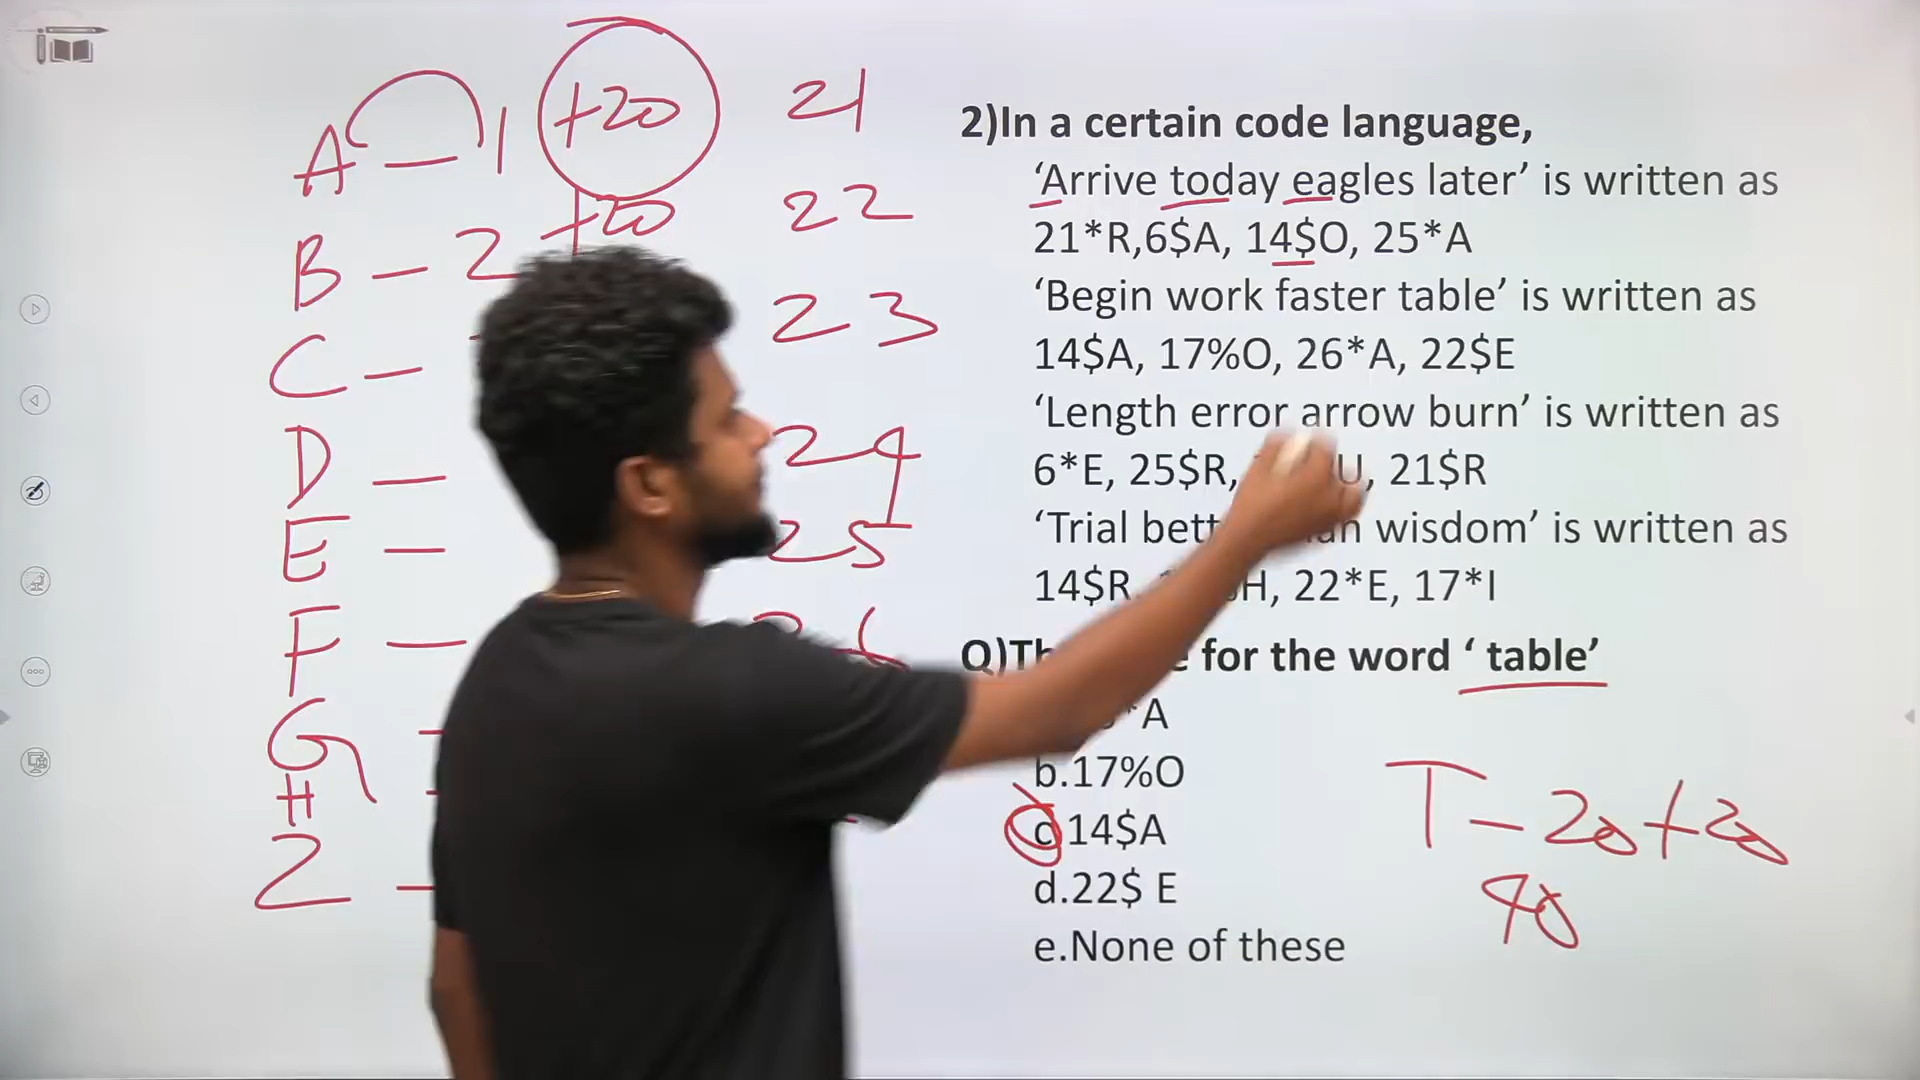 A – 1 +20 21
B – 2 +20 22
C – 23
D – 24
E – 25
F –
G
H
Z –
2)In a certain code language,
‘Arrive today eagles later’ is written as
21*R,6$A, 14$O, 25*A
‘Begin work faster table’ is written as
14$A, 17%O, 26*A, 22$E
‘Length error arrow burn’ is written as
6*E, 25$R, U, 21$R
‘Trial wisdom’ is written as
14$R, H, 22*E, 17*I
for the word ‘ table’
*A
b.17%O
c.14$A
d.22$ E
e.None of these
T – 20 + 20
40